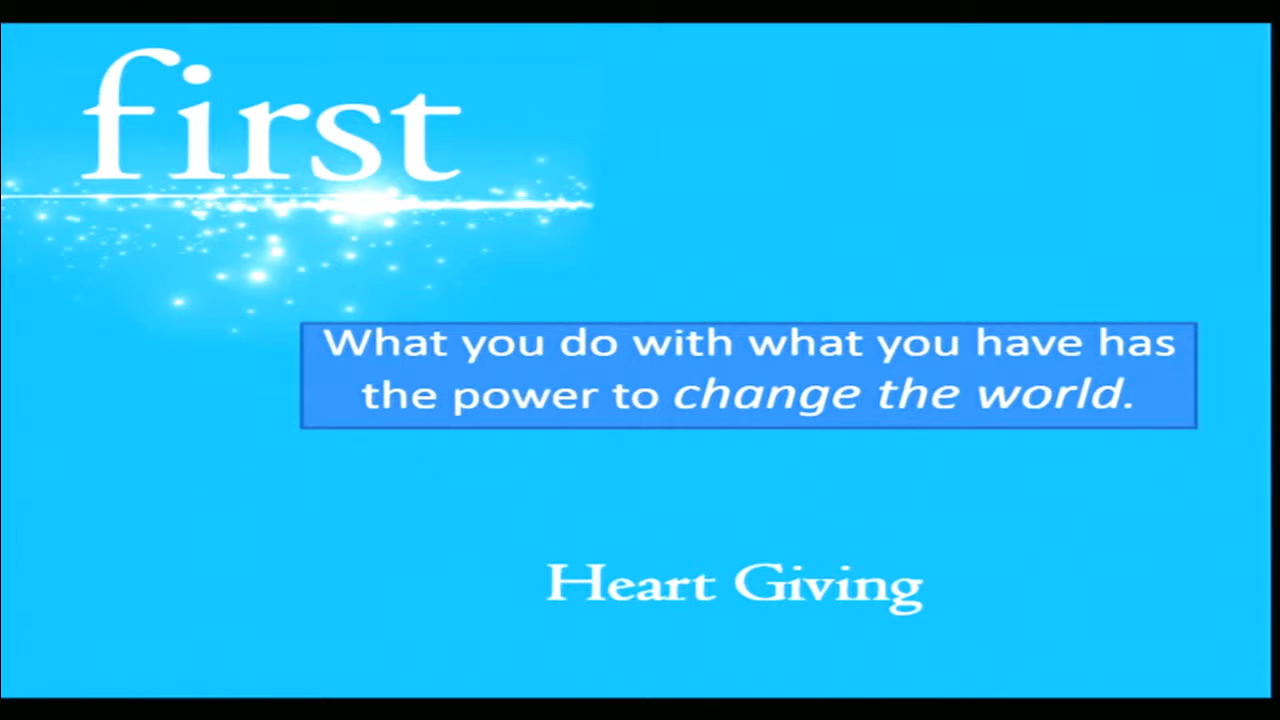 first
What you do with what you have has
the power to change the world.
Heart Giving